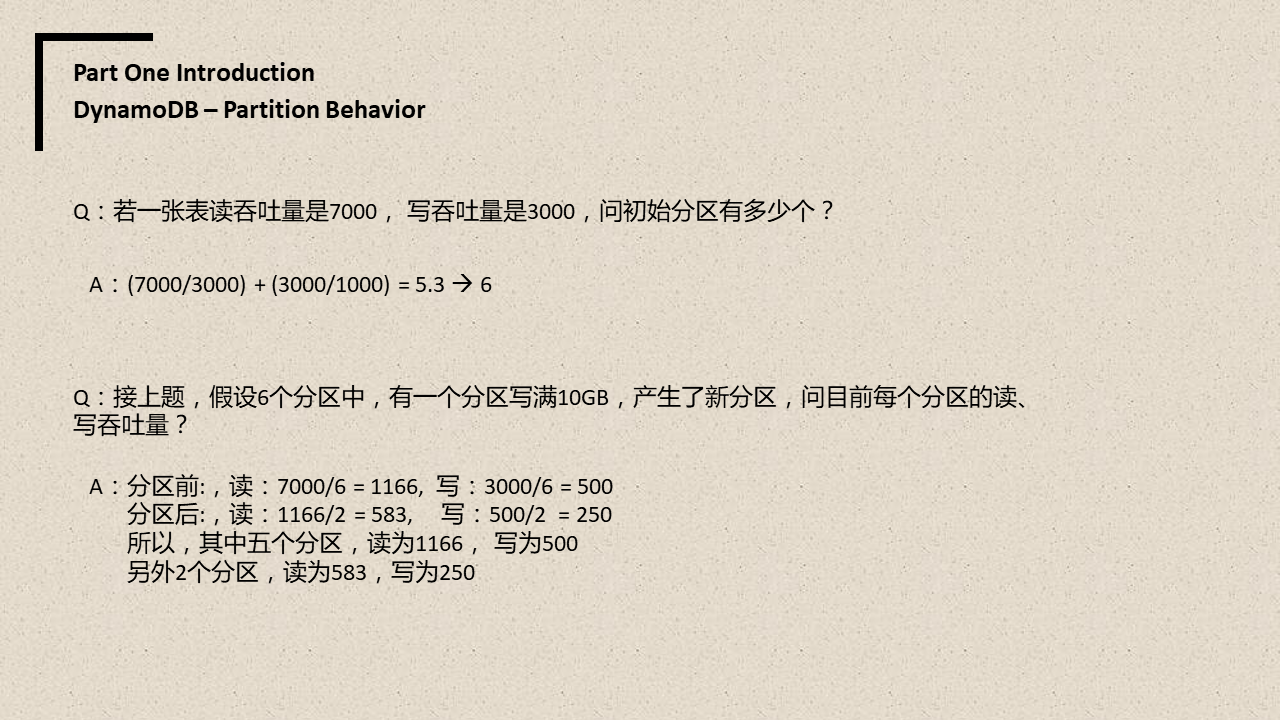 Part One Introduction
DynamoDB – Partition Behavior
Q：若一张表读吞吐量是7000， 写吞吐量是3000，问初始分区有多少个？
A：(7000/3000) + (3000/1000) = 5.3 → 6
Q：接上题，假设6个分区中，有一个分区写满10GB，产生了新分区，问目前每个分区的读、
写吞吐量？
A：分区前:，读：7000/6 = 1166, 写：3000/6 = 500
分区后:，读：1166/2 = 583, 写：500/2 = 250
所以，其中五个分区，读为1166， 写为500
另外2个分区，读为583，写为250